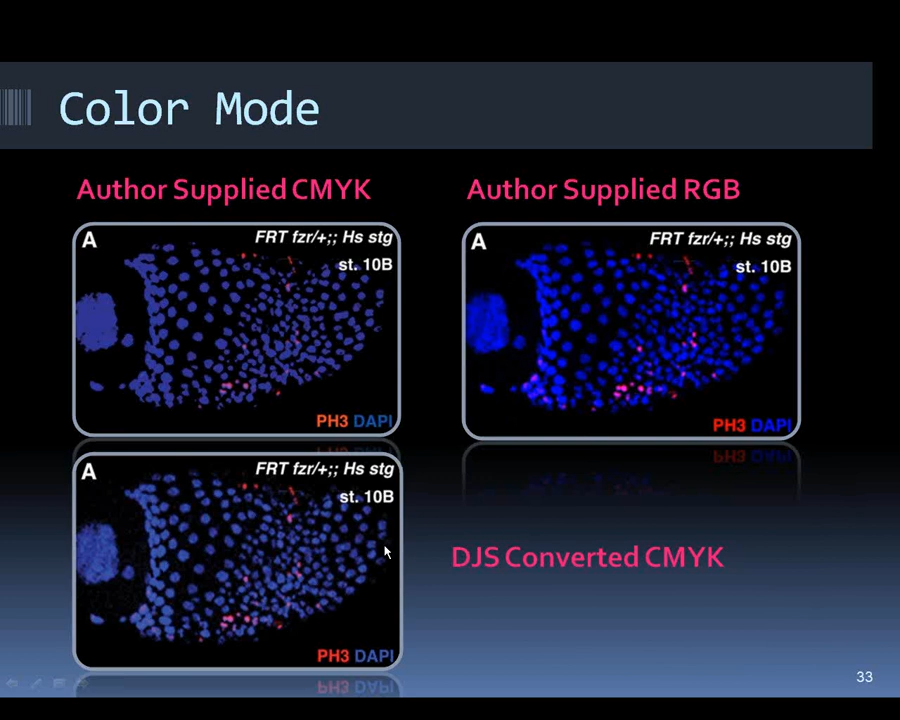 Color Mode
Author Supplied CMYK
Author Supplied RGB
A
FRT fzr/+;; Hs stg
st. 10B
PH3 DAPI
A
FRT fzr/+;; Hs stg
st. 10B
PH3 DAPI
A
FRT fzr/+;; Hs stg
st. 10B
PH3 DAPI
DJS Converted CMYK
33